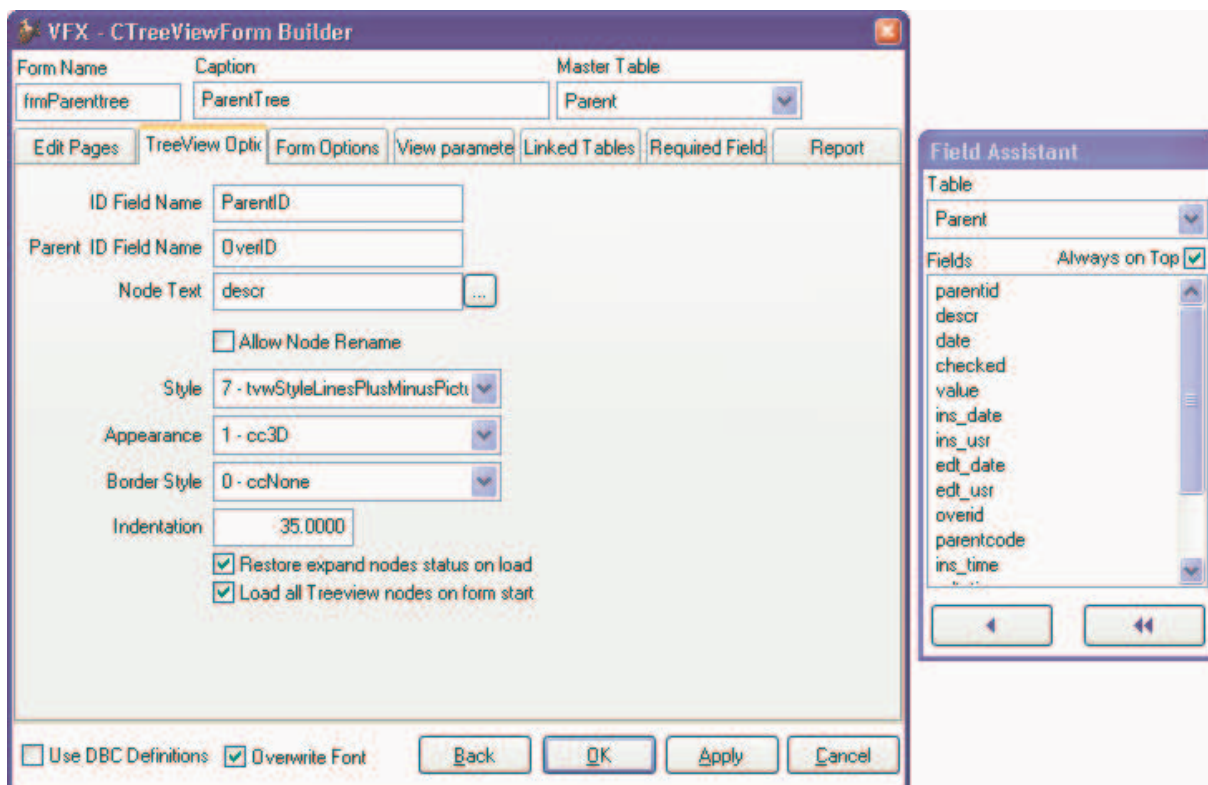 VFX - CTreeViewForm Builder
Form Name Caption Master Table
frmParenttree ParentTree Parent
Edit Pages TreeView Optic Form Options View paramete Linked Tables Required Field Report
ID Field Name ParentID
Parent ID Field Name OverID
Node Text descr ...
Allow Node Rename
Style 7 - tvwStyleLinesPlusMinusPictu
Appearance 1 - cc3D
Border Style 0 - ccNone
Indentation 35.0000
Restore expand nodes status on load
Load all Treeview nodes on form start
Use DBC Definitions Overwrite Font Back OK Apply Cancel
Field Assistant
Table
Parent
Fields Always on Top
parentid
descr
date
checked
value
ins_date
ins_usr
edt_date
edt_usr
overid
parentcode
ins_time